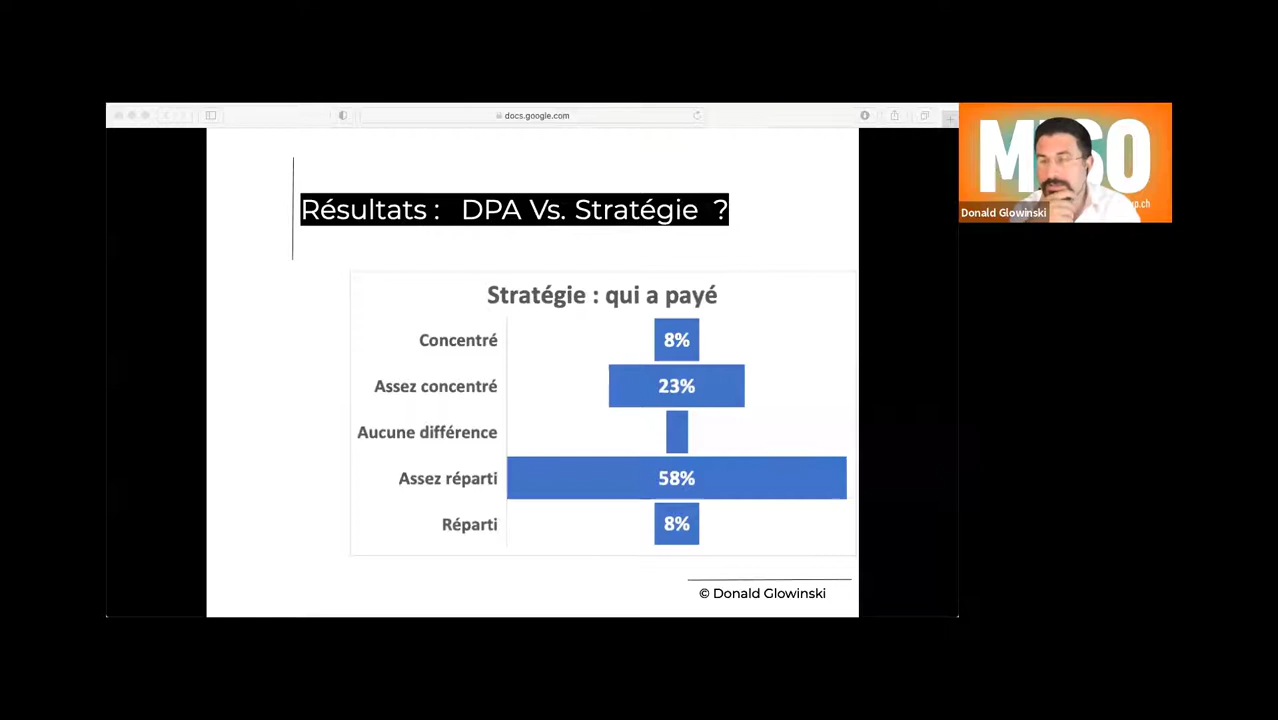 docs.google.com
Résultats : DPA Vs. Stratégie ?
Stratégie : qui a payé
Concentré 8%
Assez concentré 23%
Aucune différence
Assez réparti 58%
Réparti 8%
© Donald Glowinski
Donald Glowinski